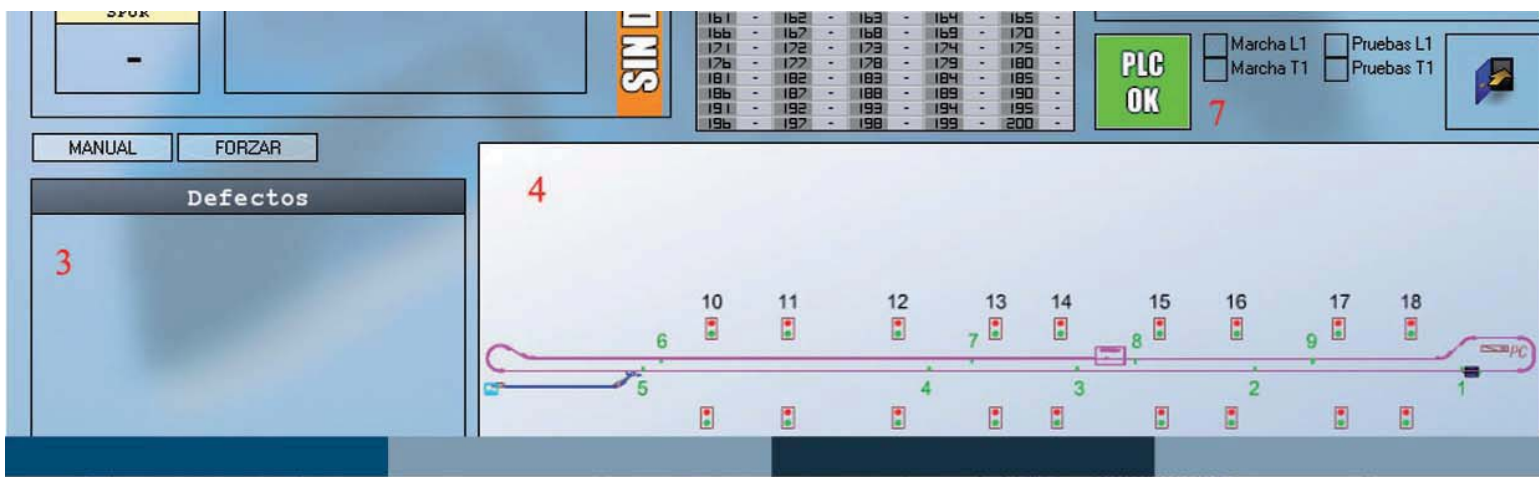 SPUR
-
SIN D
161 - 162 - 163 - 164 - 165 -
166 - 167 - 168 - 169 - 170 -
171 - 172 - 173 - 174 - 175 -
176 - 177 - 178 - 179 - 180 -
181 - 182 - 183 - 184 - 185 -
186 - 187 - 188 - 189 - 190 -
191 - 192 - 193 - 194 - 195 -
196 - 197 - 198 - 199 - 200 -
PLC
OK
Marcha L1 Pruebas L1
Marcha T1 Pruebas T1
7
MANUAL FORZAR
Defectos
3
4
10 11 12 13 14 15 16 17 18
6 7 8 9
PC
5 4 3 2 1